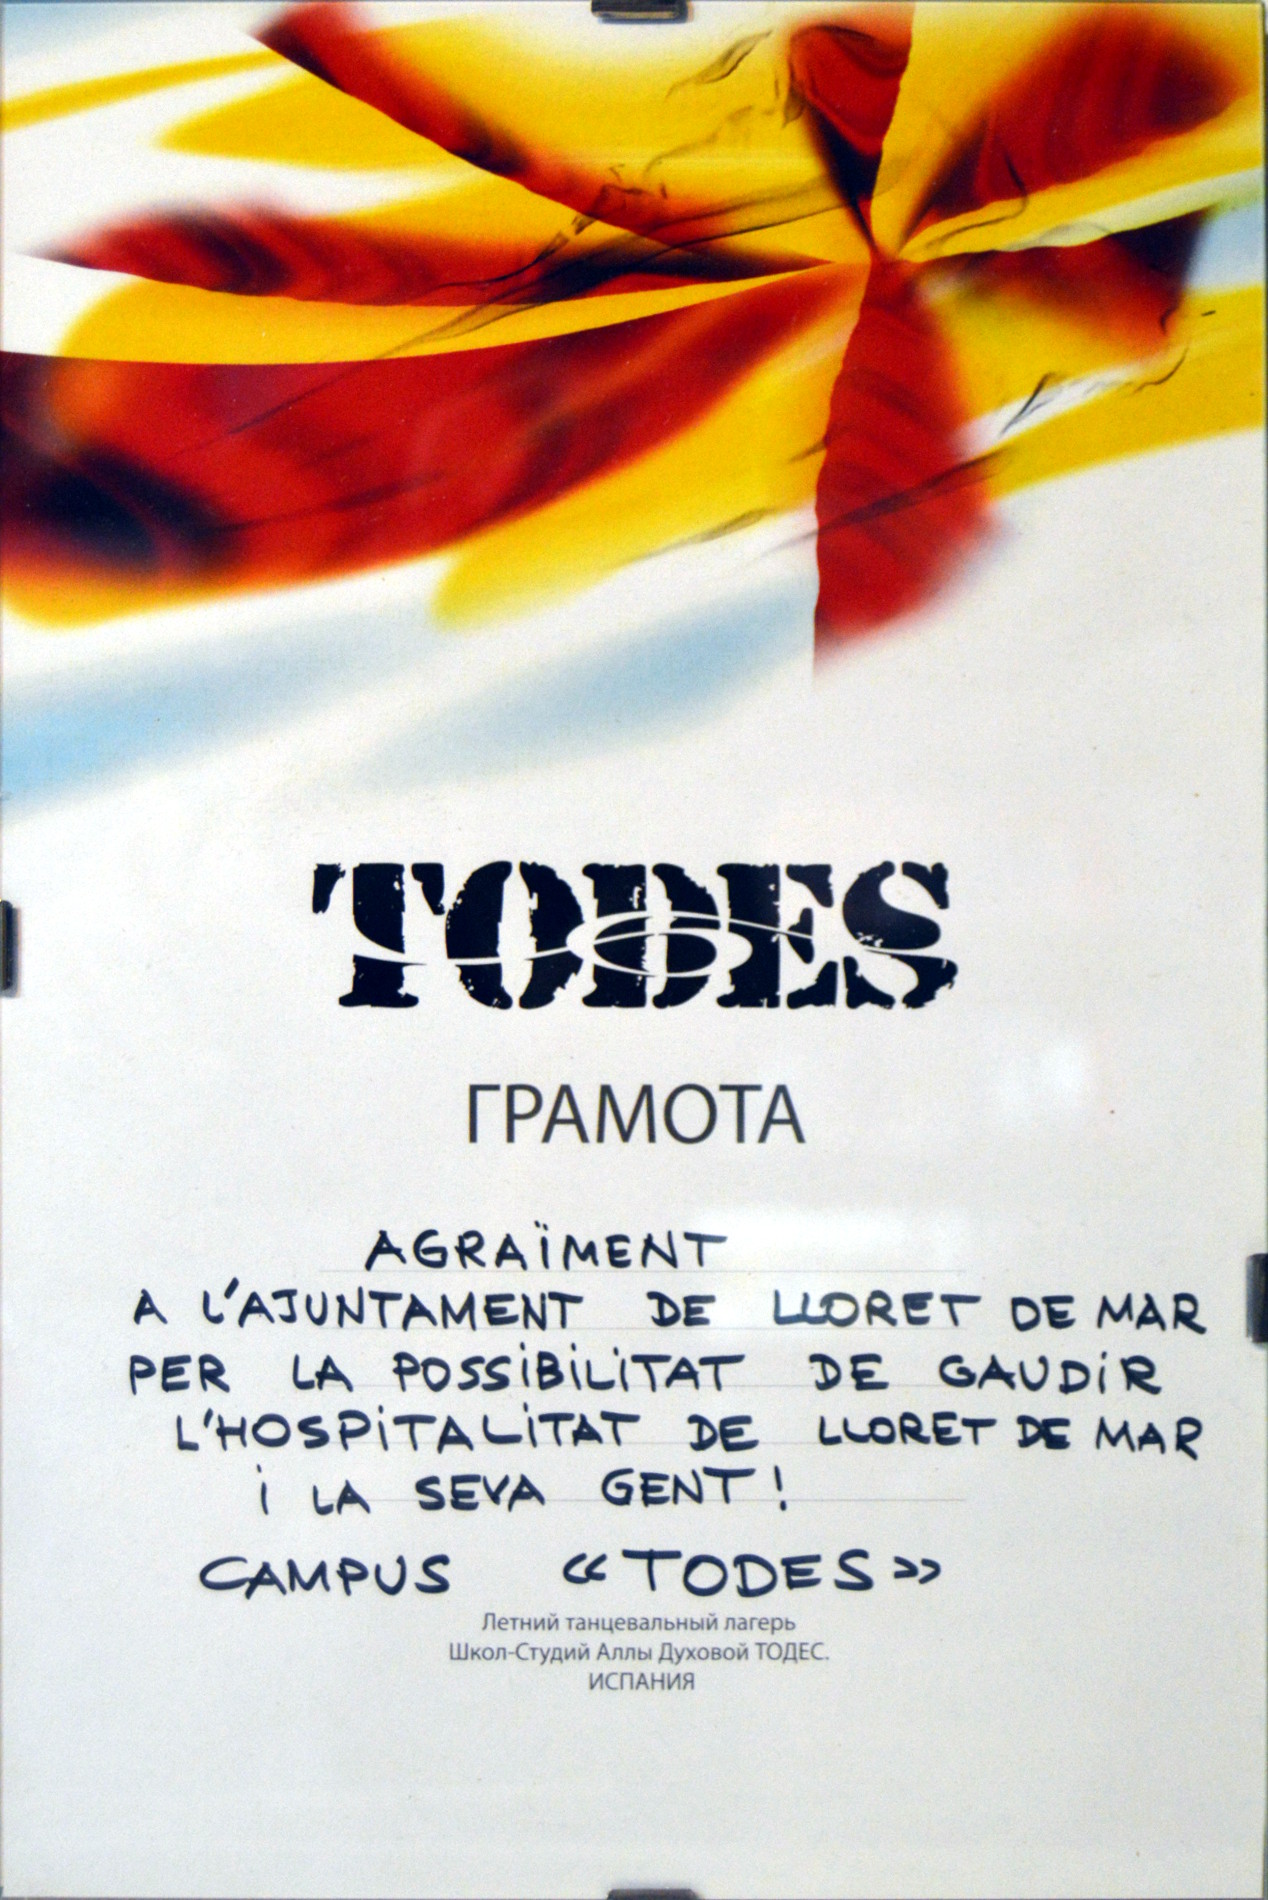 TODES
ГРАМОТА
AGRAÏMENT
A L'AJUNTAMENT DE LLORET DE MAR
PER LA POSSiBiLiTAT DE GAUDiR
L'HOSPiTALiTAT DE LLORET DE MAR
i LA SEVA GENT!
CAMPUS «TODES»
Летний танцевальный лагерь
Школ-Студий Аллы Духовой ТОДЕС.
ИСПАНИЯ